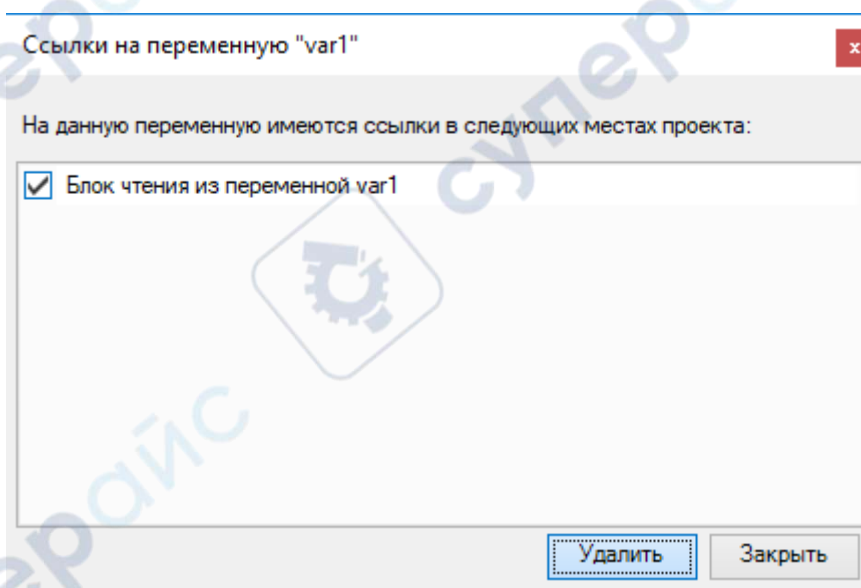 Ссылки на переменную "var1"
x
На данную переменную имеются ссылки в следующих местах проекта:
Блок чтения из переменной var1
суперайс
Удалить
Закрыть